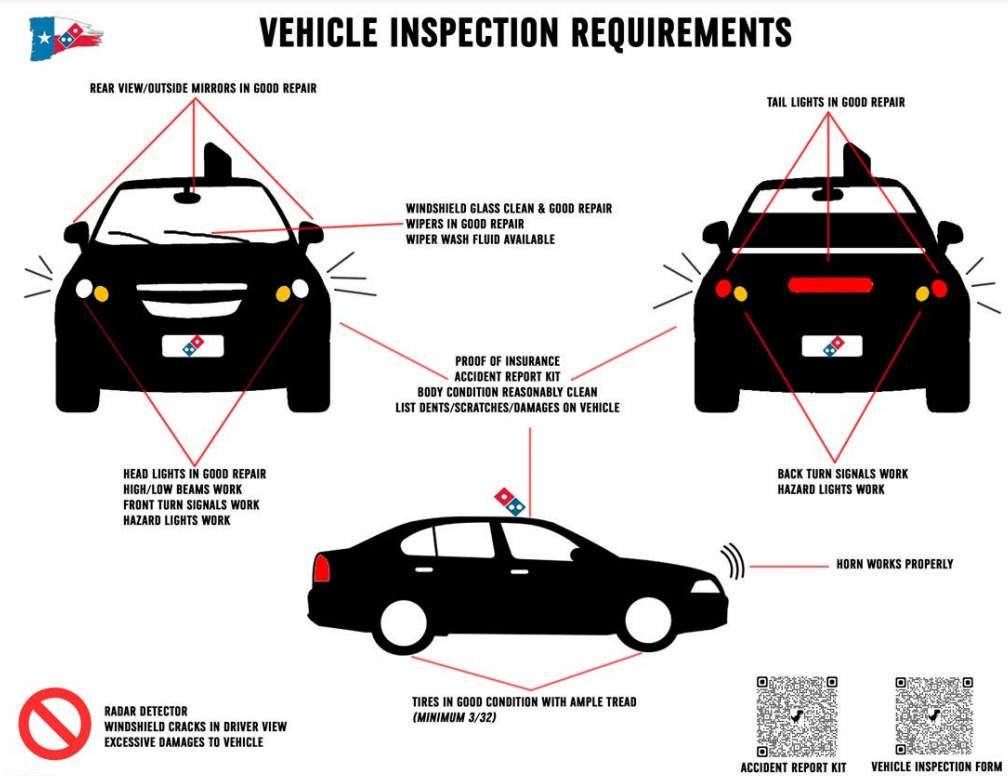 VEHICLE INSPECTION REQUIREMENTS
REAR VIEW/OUTSIDE MIRRORS IN GOOD REPAIR
TAIL LIGHTS IN GOOD REPAIR
WINDSHIELD GLASS CLEAN & GOOD REPAIR
WIPERS IN GOOD REPAIR
WIPER WASH FLUID AVAILABLE
PROOF OF INSURANCE
ACCIDENT REPORT KIT
BODY CONDITION REASONABLY CLEAN
LIST DENTS/SCRATCHES/DAMAGES ON VEHICLE
HEAD LIGHTS IN GOOD REPAIR
HIGH/LOW BEAMS WORK
FRONT TURN SIGNALS WORK
HAZARD LIGHTS WORK
BACK TURN SIGNALS WORK
HAZARD LIGHTS WORK
HORN WORKS PROPERLY
TIRES IN GOOD CONDITION WITH AMPLE TREAD
(MINIMUM 3/32)
RADAR DETECTOR
WINDSHIELD CRACKS IN DRIVER VIEW
EXCESSIVE DAMAGES TO VEHICLE
ACCIDENT REPORT KIT
VEHICLE INSPECTION FORM